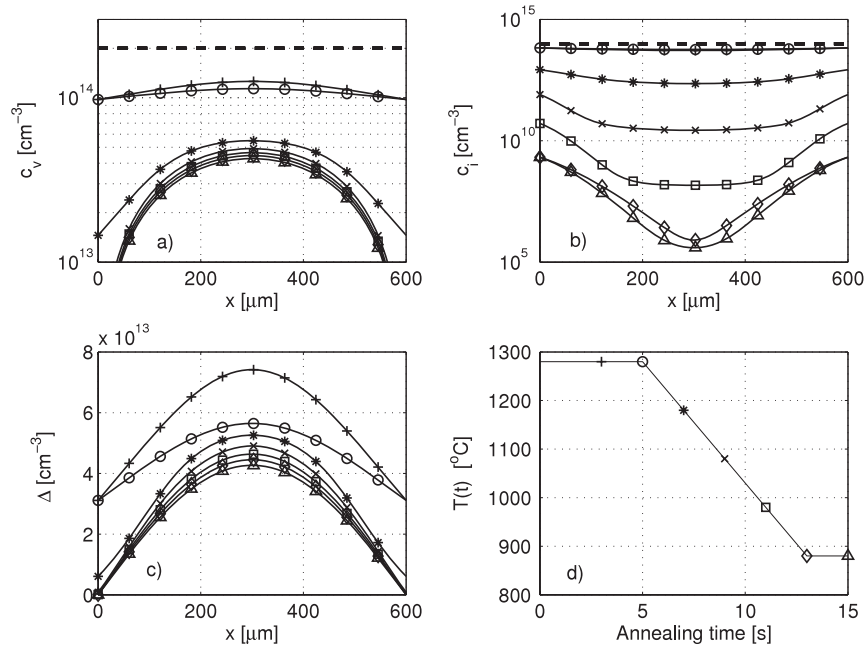 10^14
10^13
c_v [cm^−3]
a)
0 200 400 600
x [μm]
10^15
10^10
10^5
c_i [cm^−3]
b)
0 200 400 600
x [μm]
x 10^13
8
6
4
2
0
Δ [cm^−3]
c)
0 200 400 600
x [μm]
1300
1200
1100
1000
900
800
T(t) [°C]
d)
0 5 10 15
Annealing time [s]